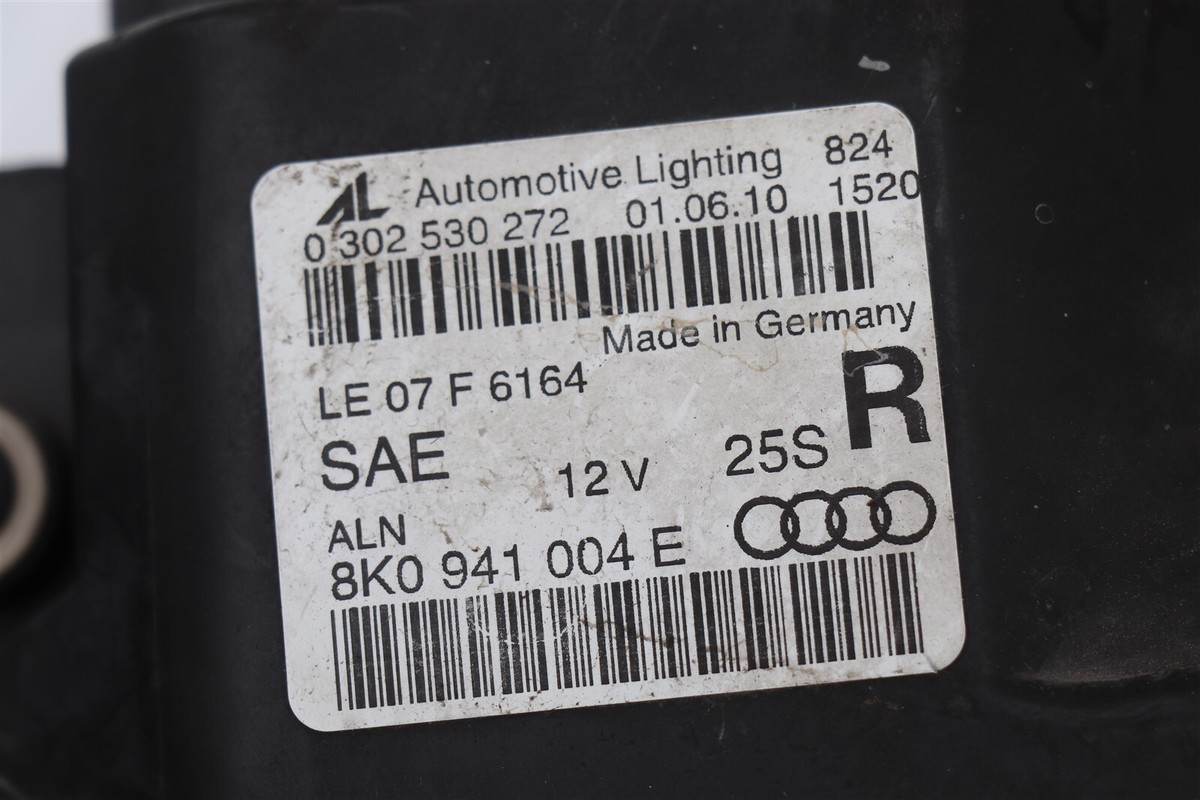 AL Automotive Lighting 824
0 302 530 272 01.06.10 1520
Made in Germany
LE 07 F 6164
R
SAE 12 V 25S
ALN
8K0 941 004 E